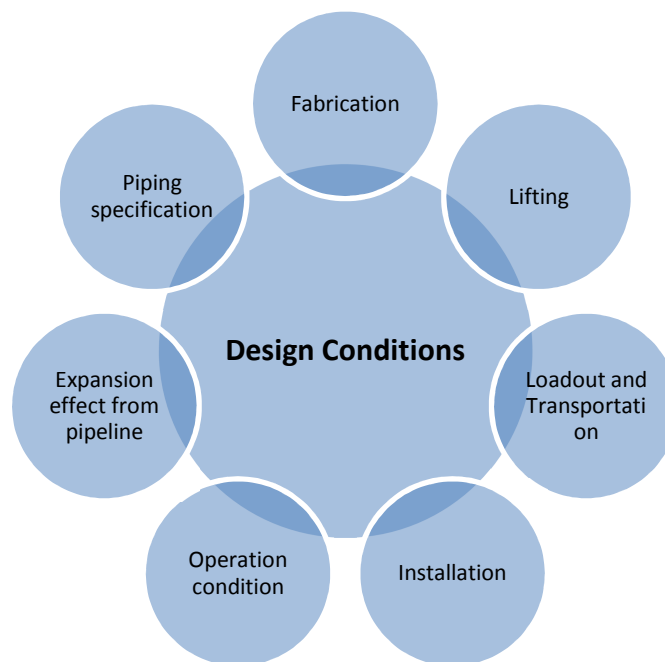 Fabrication
Lifting
Loadout and
Transportati
on
Installation
Operation
condition
Expansion
effect from
pipeline
Piping
specification
Design Conditions